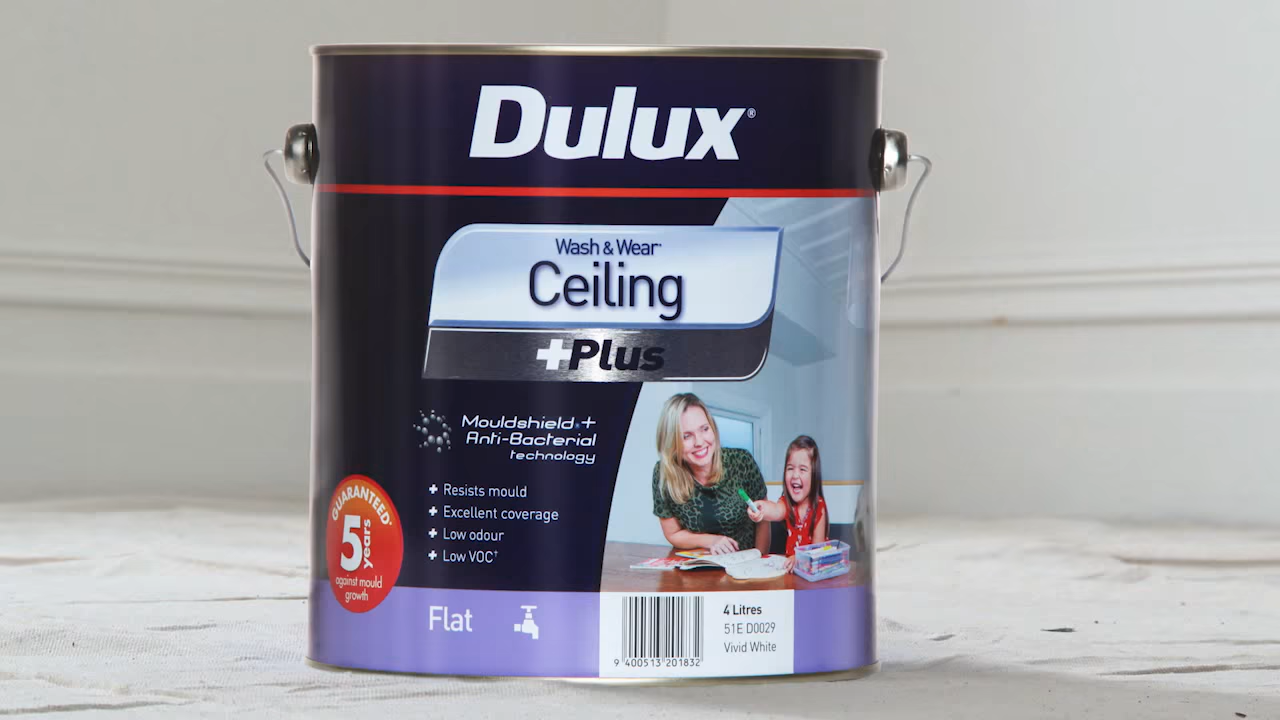 Dulux®
Wash & Wear®
Ceiling
+Plus
Mouldshield +
Anti-Bacterial
technology
+ Resists mould
+ Excellent coverage
+ Low odour
+ Low VOC†
GUARANTEED*
5 years
against mould
growth
Flat
4 Litres
51E D0029
Vivid White
9 400513 201832